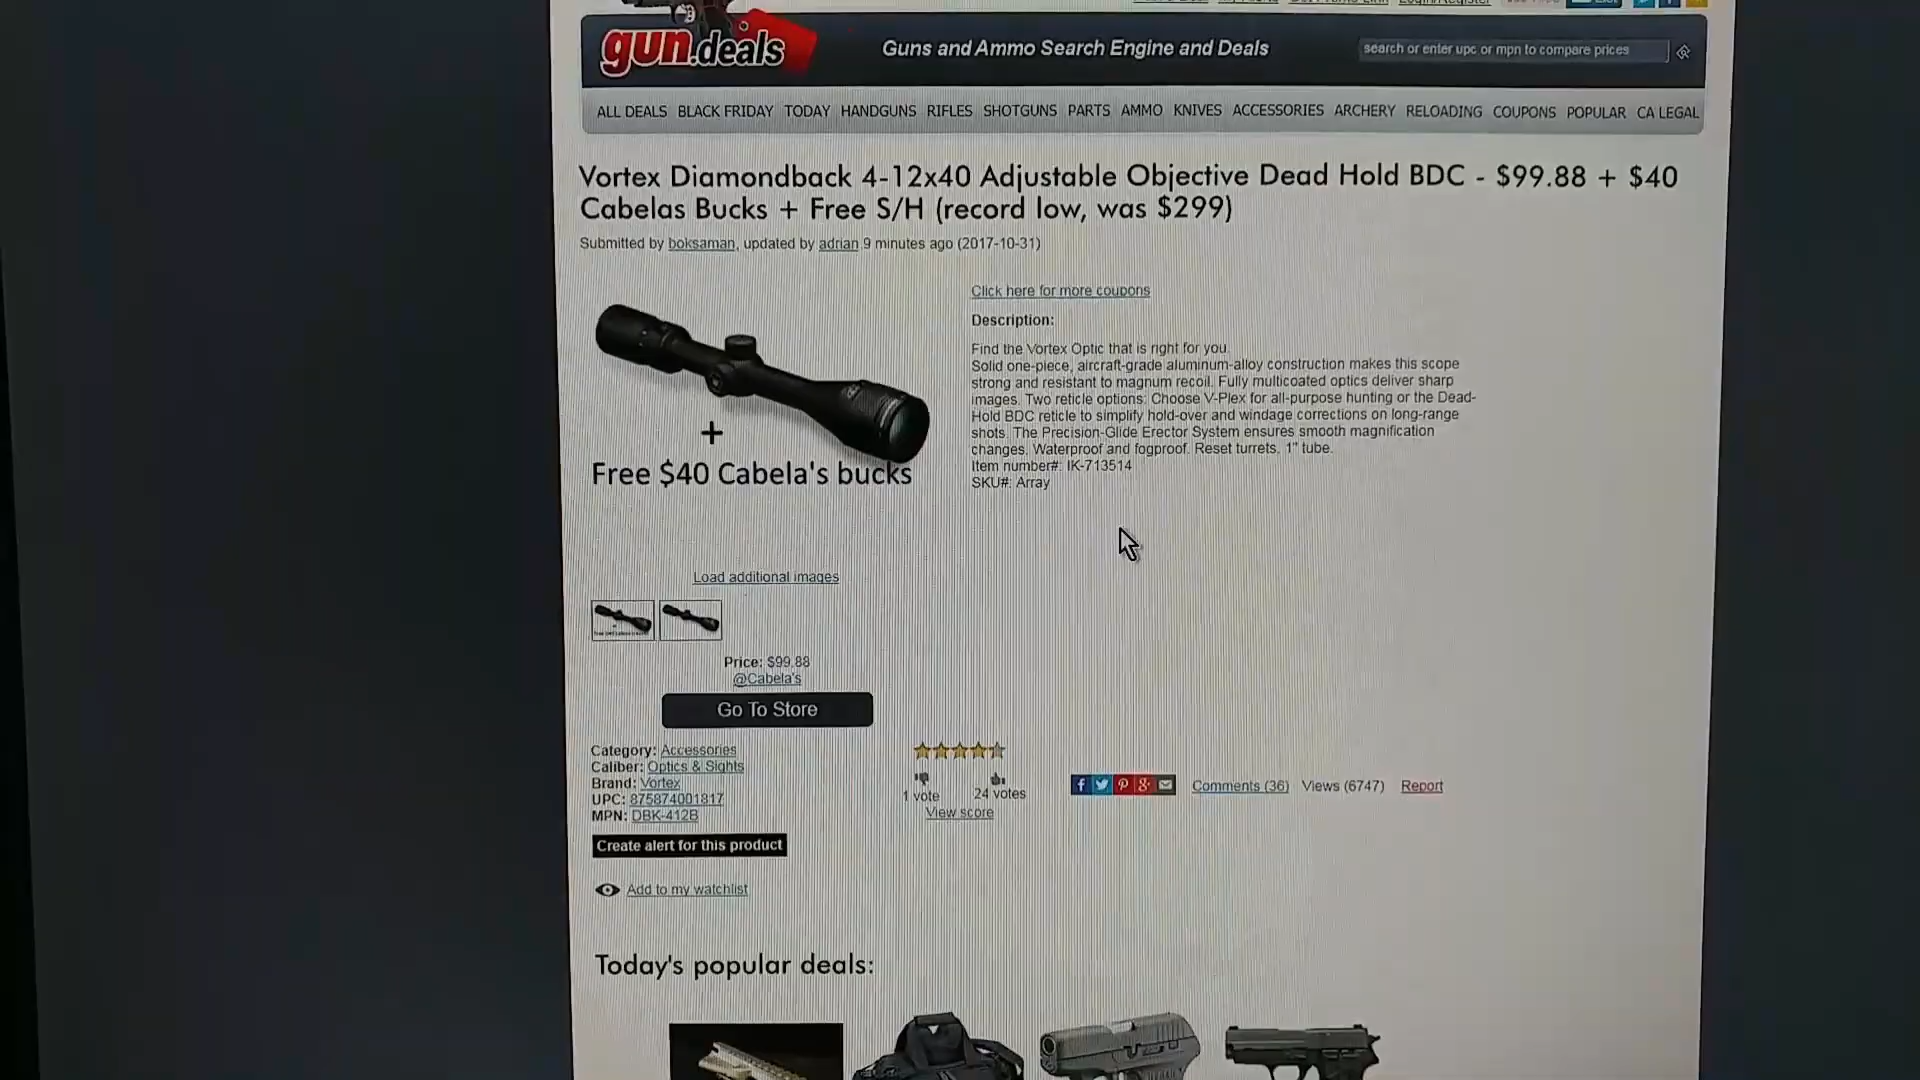 gun.deals
Guns and Ammo Search Engine and Deals
search or enter upc or mpn to compare prices
ALL DEALS BLACK FRIDAY TODAY HANDGUNS RIFLES SHOTGUNS PARTS AMMO KNIVES ACCESSORIES ARCHERY RELOADING COUPONS POPULAR CA LEGAL
Vortex Diamondback 4-12x40 Adjustable Objective Dead Hold BDC - $99.88 + $40
Cabelas Bucks + Free S/H (record low, was $299)
Submitted by boksaman, updated by adrian 9 minutes ago (2017-10-31)
+
Free $40 Cabela's bucks
Click here for more coupons
Description:
Find the Vortex Optic that is right for you.
Solid one-piece, aircraft-grade aluminum-alloy construction makes this scope
strong and resistant to magnum recoil. Fully multicoated optics deliver sharp
images. Two reticle options: Choose V-Plex for all-purpose hunting or the Dead-
Hold BDC reticle to simplify hold-over and windage corrections on long-range
shots. The Precision-Glide Erector System ensures smooth magnification
changes. Waterproof and fogproof. Reset turrets. 1" tube.
Item number#: IK-713514
SKU#: Array
Load additional images
Price: $99.88
@Cabela's
Go To Store
Category: Accessories
Caliber: Optics & Sights
Brand: Vortex
UPC: 875874001817
MPN: DBK-412B
1 vote
24 votes
View score
Comments (36) Views (6747) Report
Create alert for this product
Add to my watchlist
Today's popular deals: